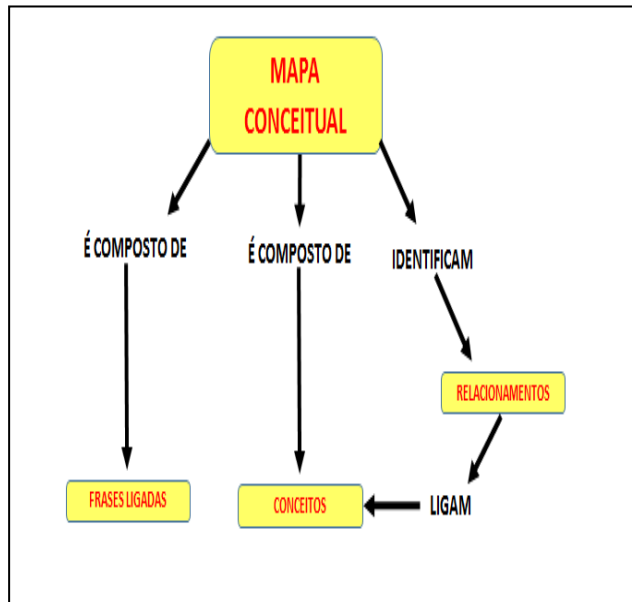 MAPA
CONCEITUAL
É COMPOSTO DE
É COMPOSTO DE
IDENTIFICAM
RELACIONAMENTOS
FRASES LIGADAS
CONCEITOS
LIGAM